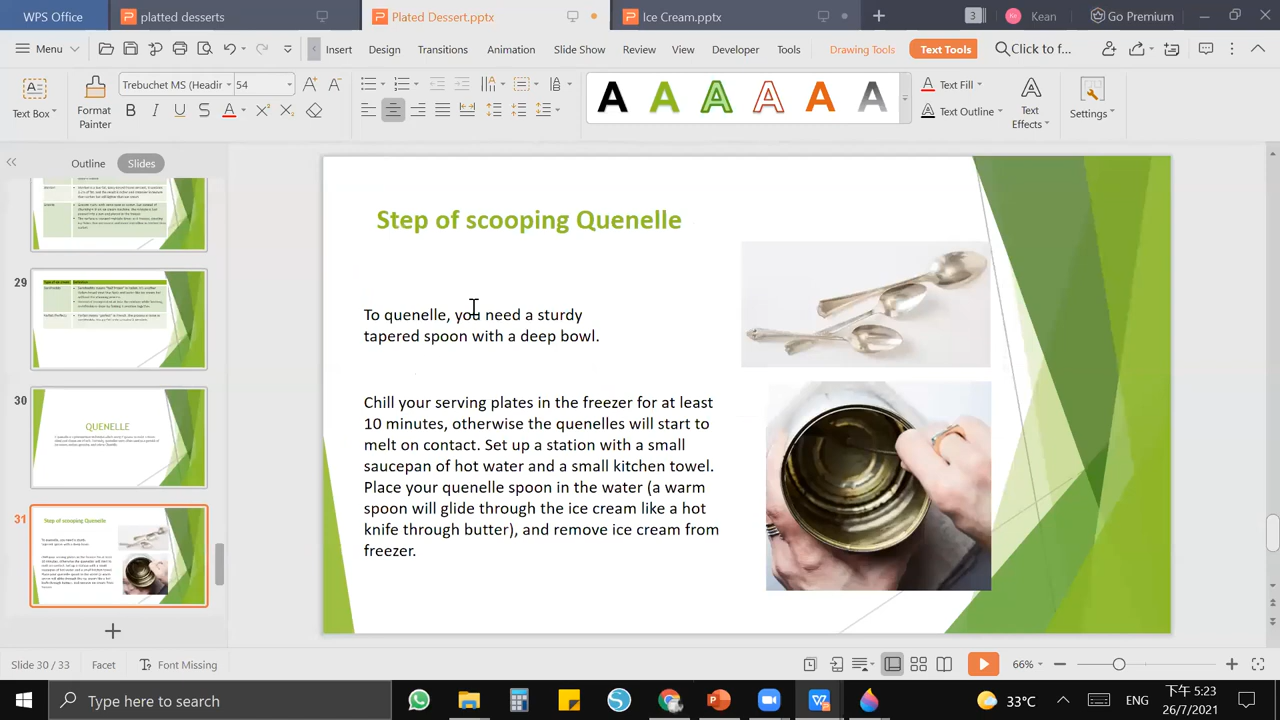 WPS Office
platted desserts
Plated Dessert.pptx
Ice Cream.pptx
3
Ke Kean
Go Premium
Menu
Insert
Design
Transitions
Animation
Slide Show
Review
View
Developer
Tools
Drawing Tools
Text Tools
Click to f...
Text Box
Format Painter
Trebuchet MS (Headir
54
A A A A A A
Text Fill
Text Outline
Text Effects
Settings
Outline
Slides
29
30
QUENELLE
31
Step of scooping Quenelle
Step of scooping Quenelle
To quenelle, you need a sturdy
tapered spoon with a deep bowl.
Chill your serving plates in the freezer for at least
10 minutes, otherwise the quenelles will start to
melt on contact. Set up a station with a small
saucepan of hot water and a small kitchen towel.
Place your quenelle spoon in the water (a warm
spoon will glide through the ice cream like a hot
knife through butter), and remove ice cream from
freezer.
Slide 30 / 33
Facet
Font Missing
66%
Type here to search
33°C
ENG
下午 5:23
26/7/2021